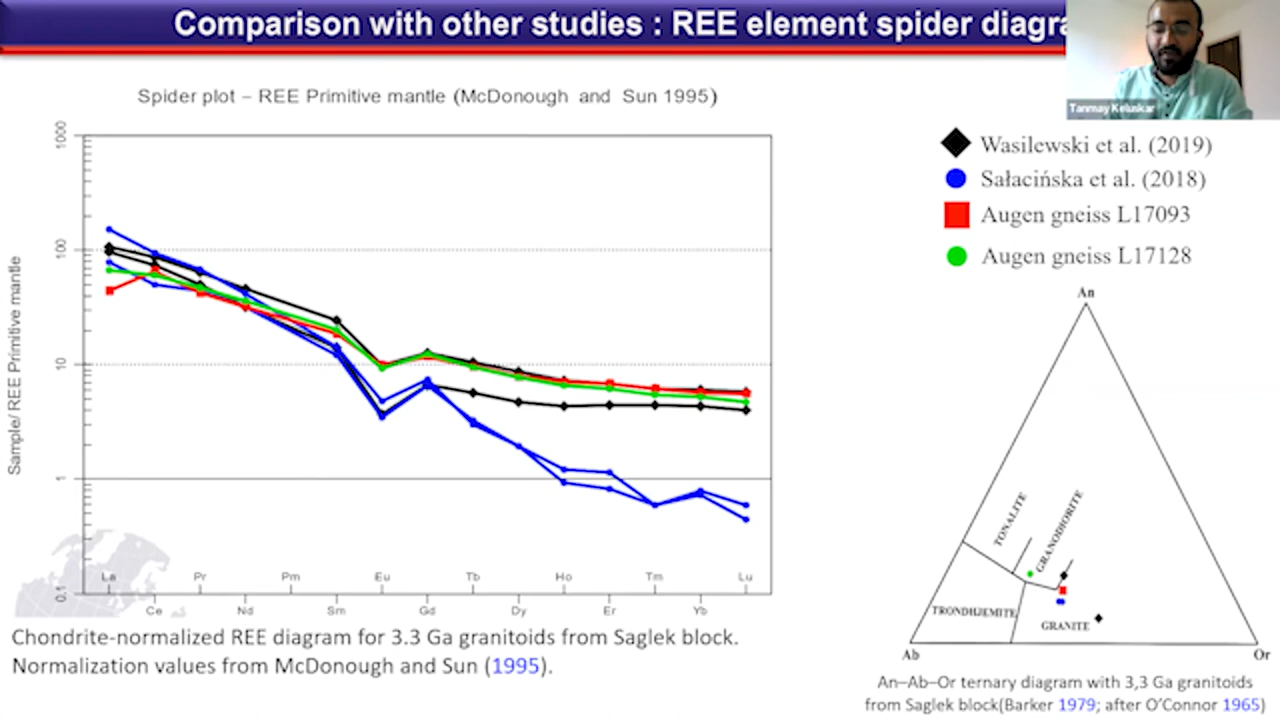 Comparison with other studies : REE element spider diagra
Tanmay Keluskar
Spider plot – REE Primitive mantle (McDonough and Sun 1995)
Sample/ REE Primitive mantle
1000
100
10
1
0.1
La
Ce
Pr
Nd
Pm
Sm
Eu
Gd
Tb
Dy
Ho
Er
Tm
Yb
Lu
Chondrite-normalized REE diagram for 3.3 Ga granitoids from Saglek block.
Normalization values from McDonough and Sun (1995).
Wasilewski et al. (2019)
Sałacińska et al. (2018)
Augen gneiss L17093
Augen gneiss L17128
An
TONALITE
GRANODIORITE
TRONDHJEMITE
GRANITE
Ab
Or
An–Ab–Or ternary diagram with 3,3 Ga granitoids
from Saglek block(Barker 1979; after O’Connor 1965)